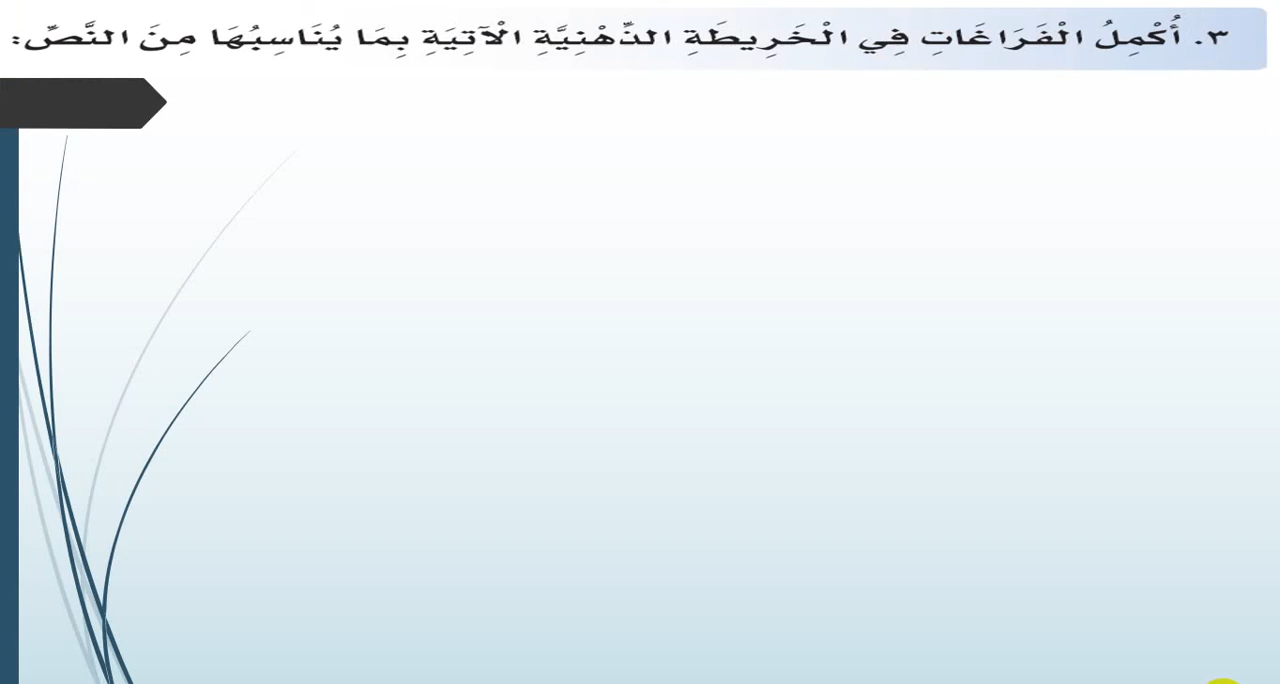 ٣. أُكْمِلُ الْفَرَاغَاتِ فِي الْخَرِيطَةِ الذِّهْنِيَّةِ الْآتِيَةِ بِمَا يُنَاسِبُهَا مِنَ النَّصِّ: